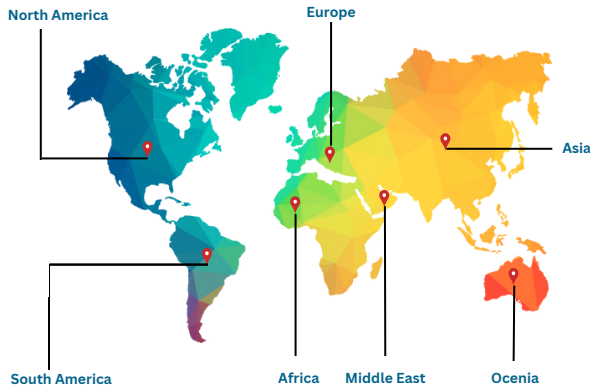 North America
Europe
Asia
South America
Africa
Middle East
Ocenia